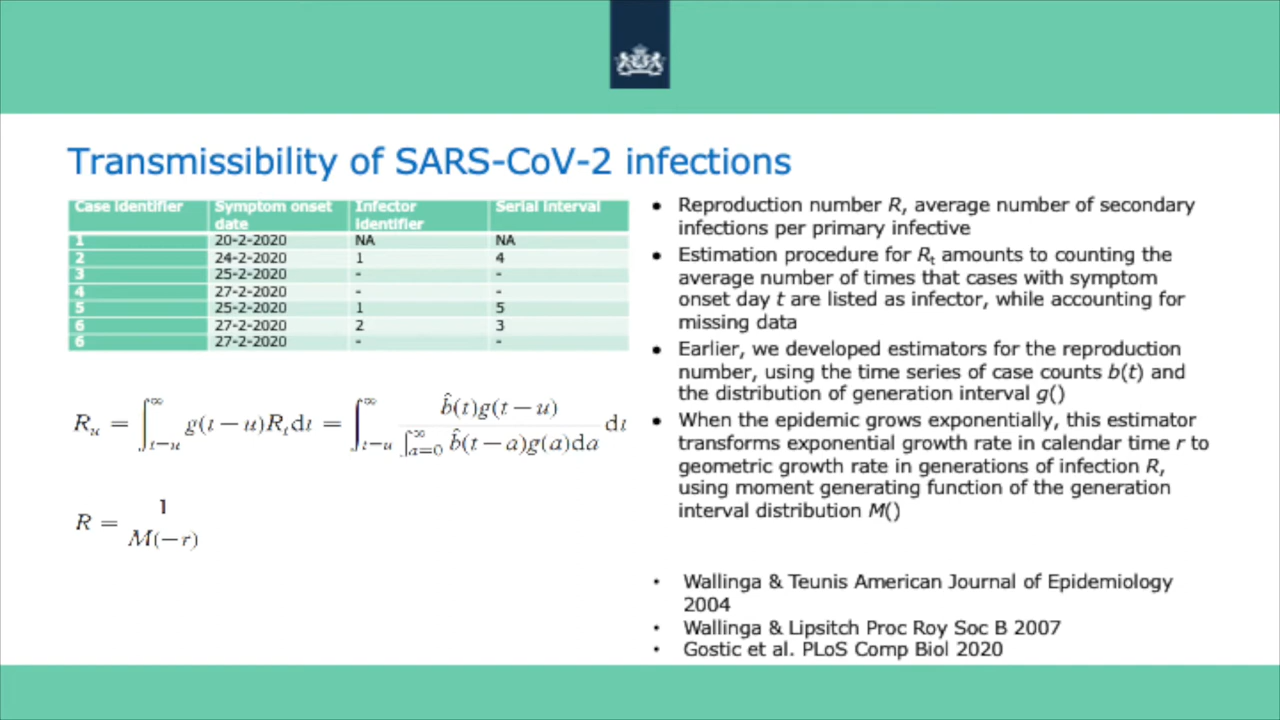 Transmissibility of SARS-CoV-2 infections
Case identifier Symptom onset date Infector identifier Serial interval
1 20-2-2020 NA NA
2 24-2-2020 1 4
3 25-2-2020 - -
4 27-2-2020 - -
5 25-2-2020 1 5
6 27-2-2020 2 3
6 27-2-2020 - -
R_u = ∫_{t=u}^∞ g(t−u)R_t dt = ∫_{t=u}^∞ b̂(t)g(t−u) / ∫_{a=0}^∞ b̂(t−a)g(a)da dt
R = 1 / M(−r)
• Reproduction number R, average number of secondary
infections per primary infective
• Estimation procedure for Rt amounts to counting the
average number of times that cases with symptom
onset day t are listed as infector, while accounting for
missing data
• Earlier, we developed estimators for the reproduction
number, using the time series of case counts b(t) and
the distribution of generation interval g()
• When the epidemic grows exponentially, this estimator
transforms exponential growth rate in calendar time r to
geometric growth rate in generations of infection R,
using moment generating function of the generation
interval distribution M()
• Wallinga & Teunis American Journal of Epidemiology
2004
• Wallinga & Lipsitch Proc Roy Soc B 2007
• Gostic et al. PLoS Comp Biol 2020